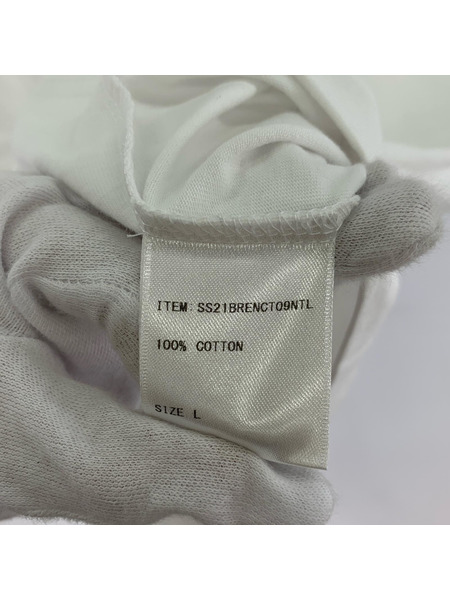 ITEM: SS21BRENCT09NTL
100% COTTON
SIZE L